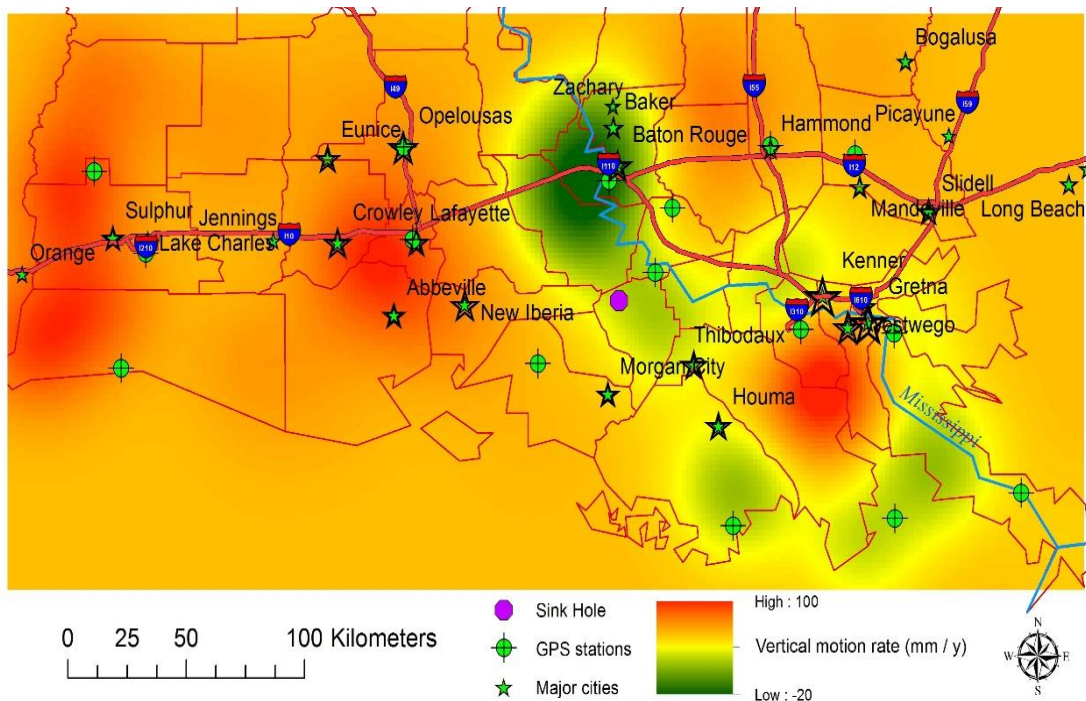 Bogalusa
I49
I55
I59
Zachary
Baker
Picayune
Opelousas
Eunice
Baton Rouge
Hammond
I110
I12
Slidell
Mandeville
Long Beach
Sulphur
Jennings
Crowley Lafayette
I10
I210
Lake Charles
Orange
Kenner
Abbeville
Gretna
New Iberia
I310
I610
Westwego
Thibodaux
Morgan City
Houma
Mississippi
High : 100
Sink Hole
0 25 50 100 Kilometers
GPS stations
Vertical motion rate (mm / y)
Major cities
Low : -20
N
W E
S